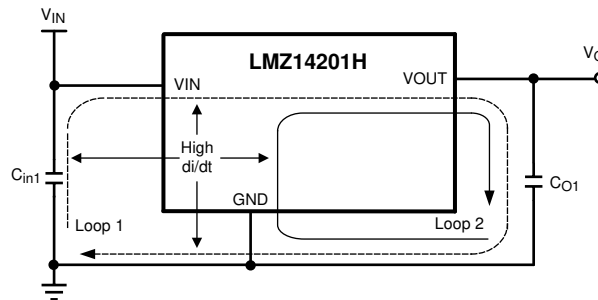 VIN
LMZ14201H
VIN
VOUT
VO
High
di/dt
Cin1
CO1
GND
Loop 1
Loop 2